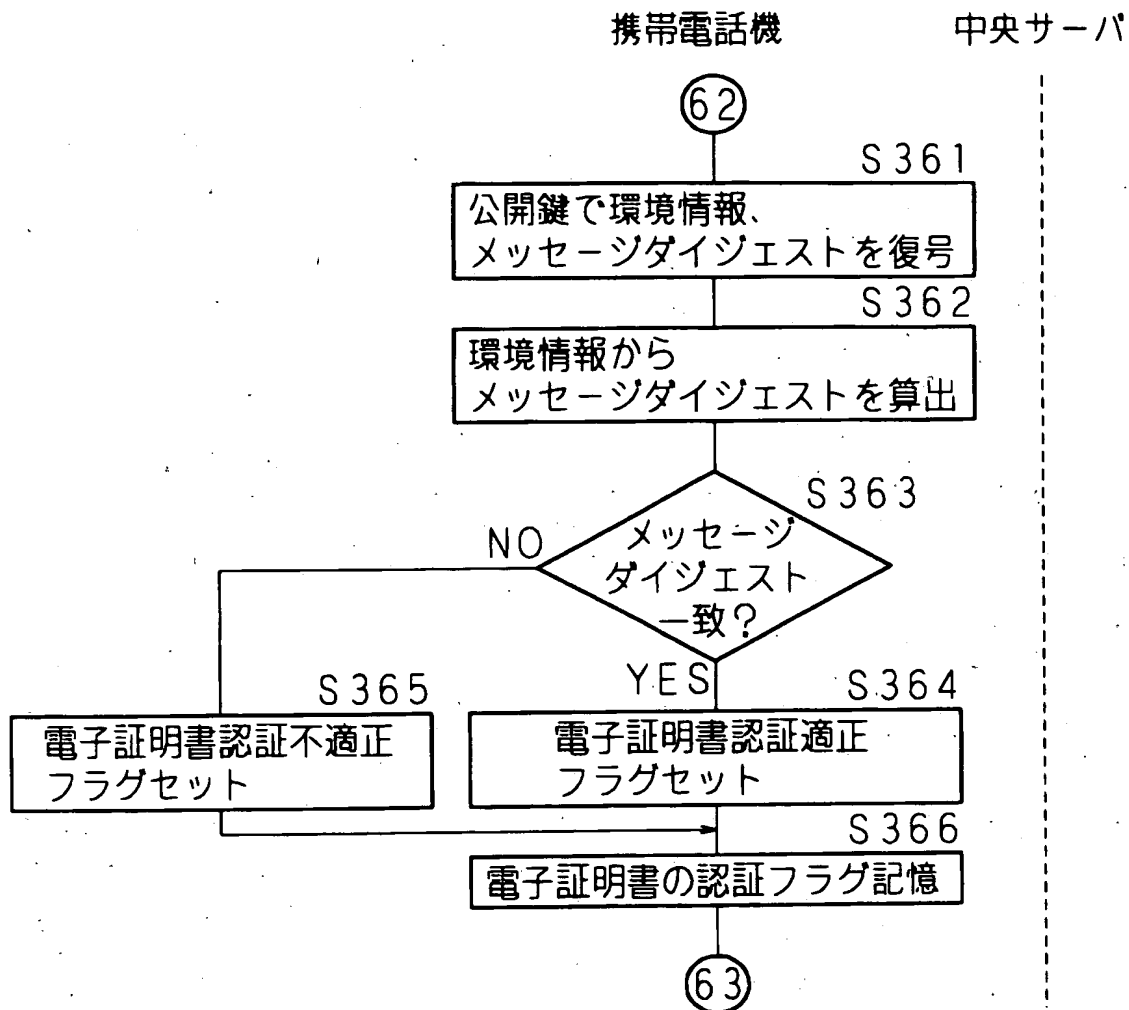 携帯電話機
中央サーバ
62
S361
公開鍵で環境情報、
メッセージダイジェストを復号
S362
環境情報から
メッセージダイジェストを算出
S363
メッセージ
ダイジェスト
一致?
NO
YES
S365
電子証明書認証不適正
フラグセット
S364
電子証明書認証適正
フラグセット
S366
電子証明書の認証フラグ記憶
63